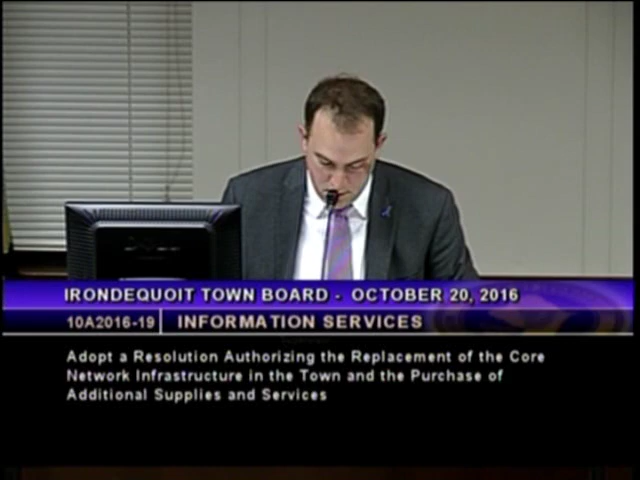 IRONDEQUOIT TOWN BOARD - OCTOBER 20, 2016
10A2016-19 INFORMATION SERVICES
Adopt a Resolution Authorizing the Replacement of the Core
Network Infrastructure in the Town and the Purchase of
Additional Supplies and Services